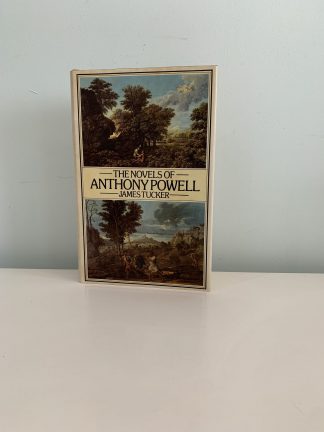 THE NOVELS OF
ANTHONY POWELL
JAMES TUCKER